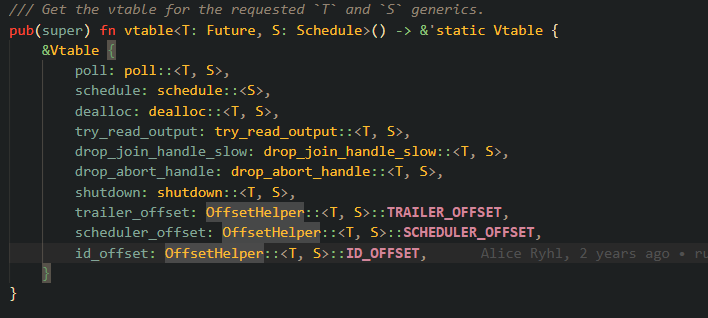 /// Get the vtable for the requested `T` and `S` generics.
pub(super) fn vtable<T: Future, S: Schedule>() -> &'static Vtable {
    &Vtable {
        poll: poll::<T, S>,
        schedule: schedule::<S>,
        dealloc: dealloc::<T, S>,
        try_read_output: try_read_output::<T, S>,
        drop_join_handle_slow: drop_join_handle_slow::<T, S>,
        drop_abort_handle: drop_abort_handle::<T, S>,
        shutdown: shutdown::<T, S>,
        trailer_offset: OffsetHelper::<T, S>::TRAILER_OFFSET,
        scheduler_offset: OffsetHelper::<T, S>::SCHEDULER_OFFSET,
        id_offset: OffsetHelper::<T, S>::ID_OFFSET,     Alice Ryhl, 2 years ago • ru
    }
}